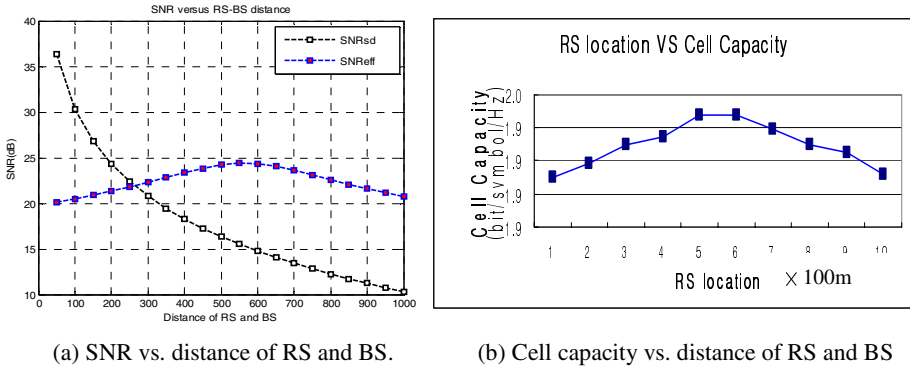 SNR versus RS-BS distance
SNRsd
SNReff
SNR(dB)
40
35
30
25
20
15
10
0 100 200 300 400 500 600 700 800 900 1000
Distance of RS and BS
(a) SNR vs. distance of RS and BS.
RS location VS Cell Capacity
Cell Capacity
(bit/symbol/Hz)
2.0
1.9
1.9
1.9
1.9
1 2 3 4 5 6 7 8 9 10
RS location × 100m
(b) Cell capacity vs. distance of RS and BS